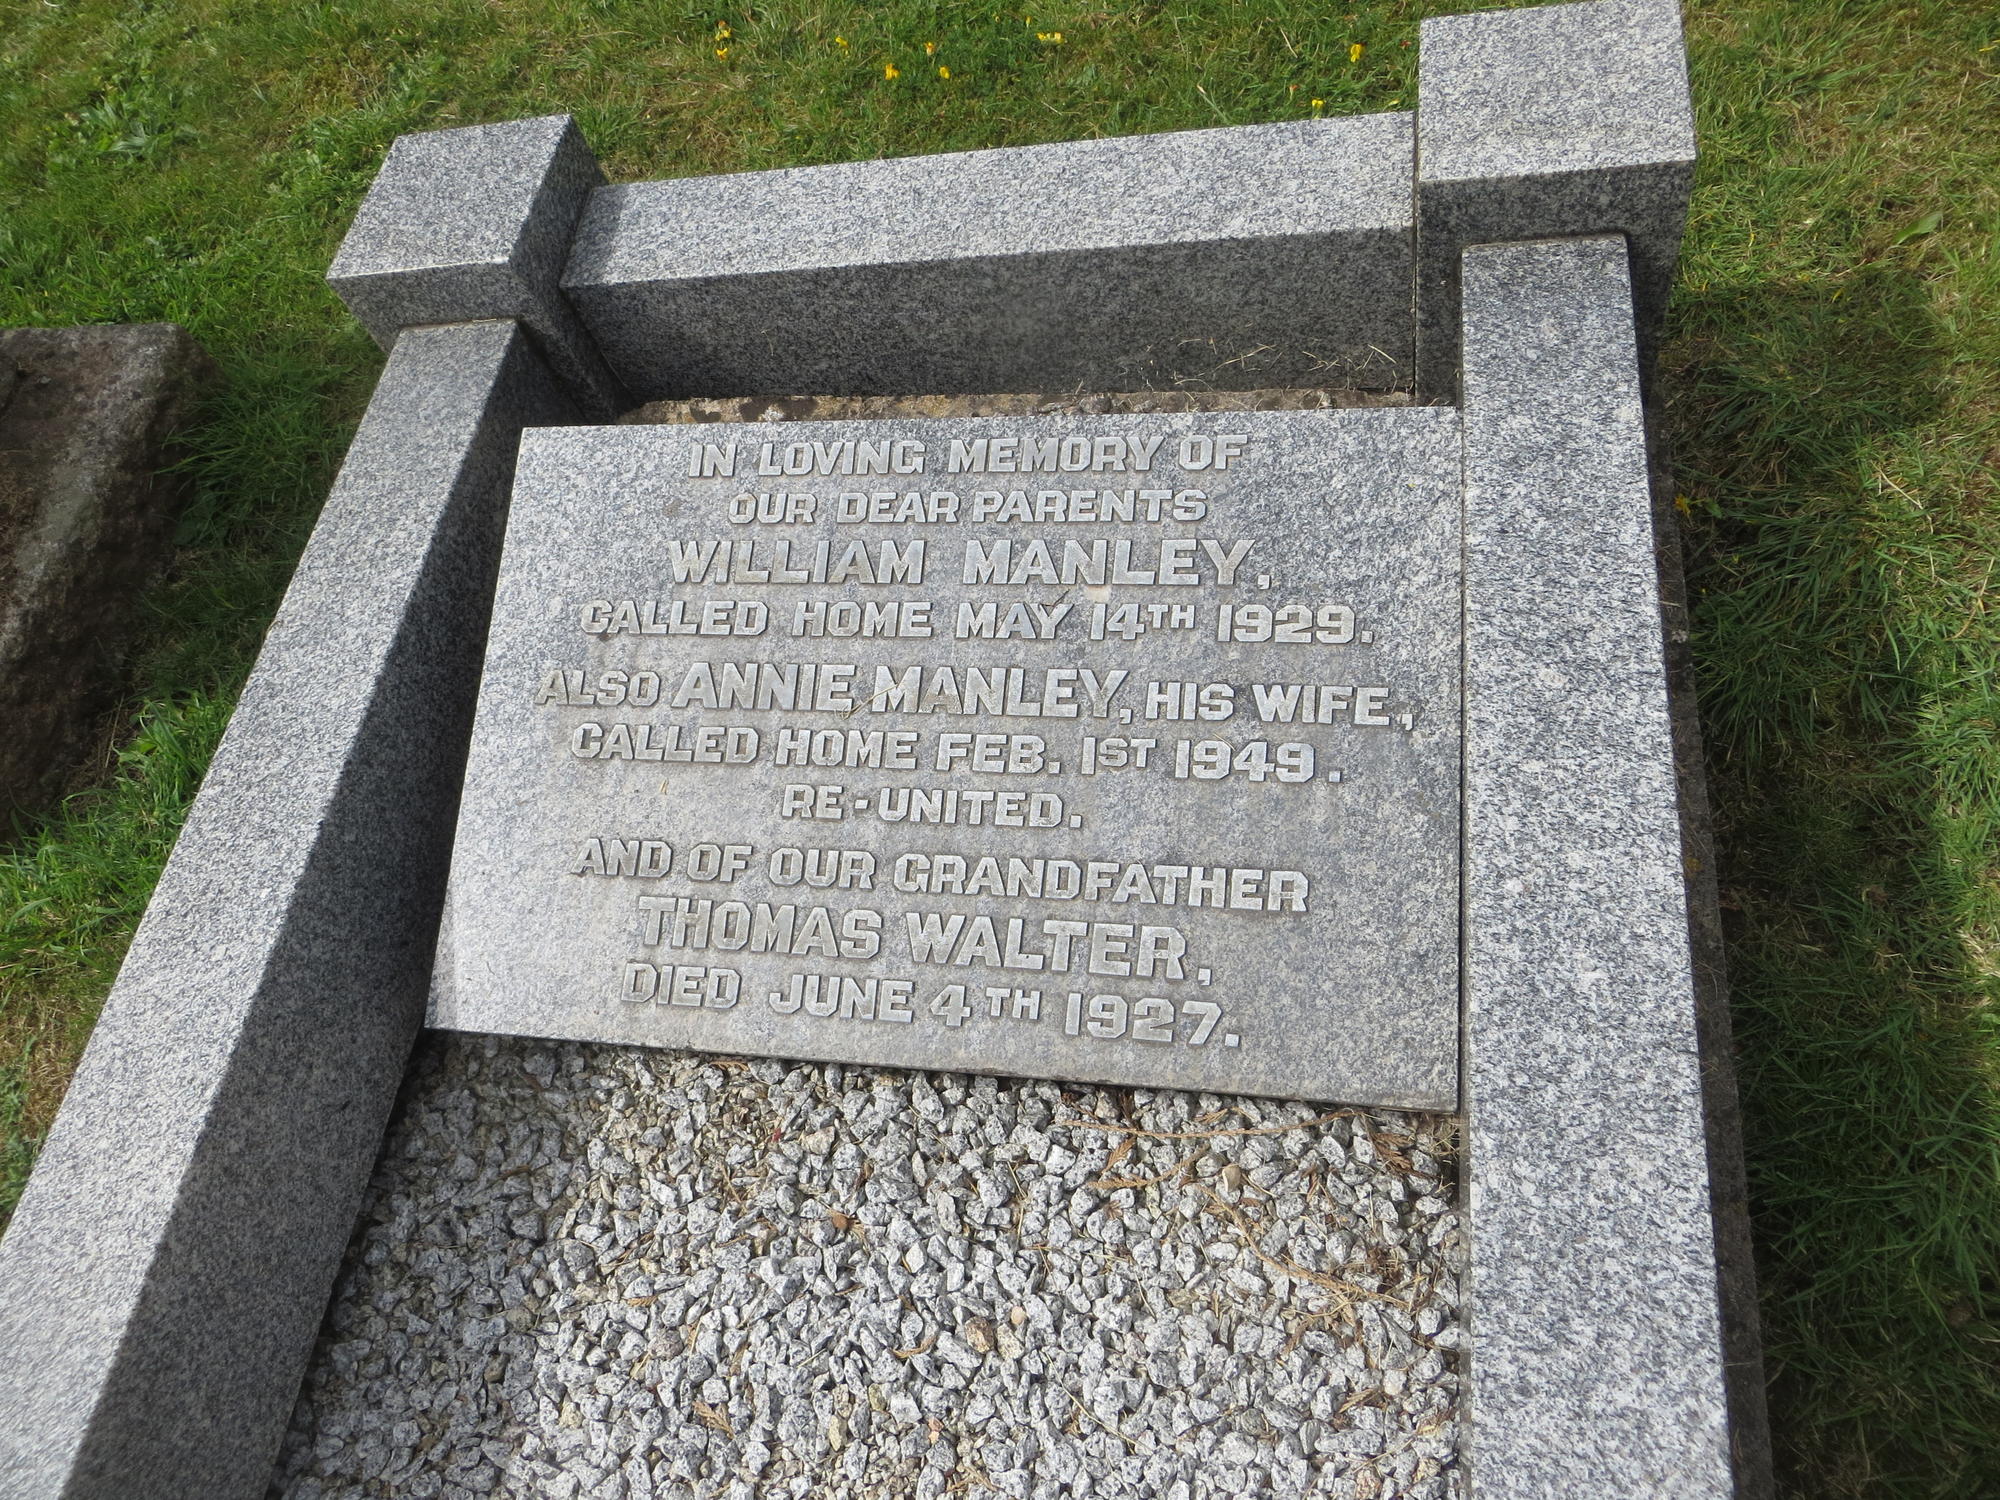 IN LOVING MEMORY OF
OUR DEAR PARENTS
WILLIAM MANLEY,
CALLED HOME MAY 14TH 1929.
ALSO ANNIE MANLEY, HIS WIFE,
CALLED HOME FEB. 1ST 1949.
RE-UNITED.
AND OF OUR GRANDFATHER
THOMAS WALTER,
DIED JUNE 4TH 1927.